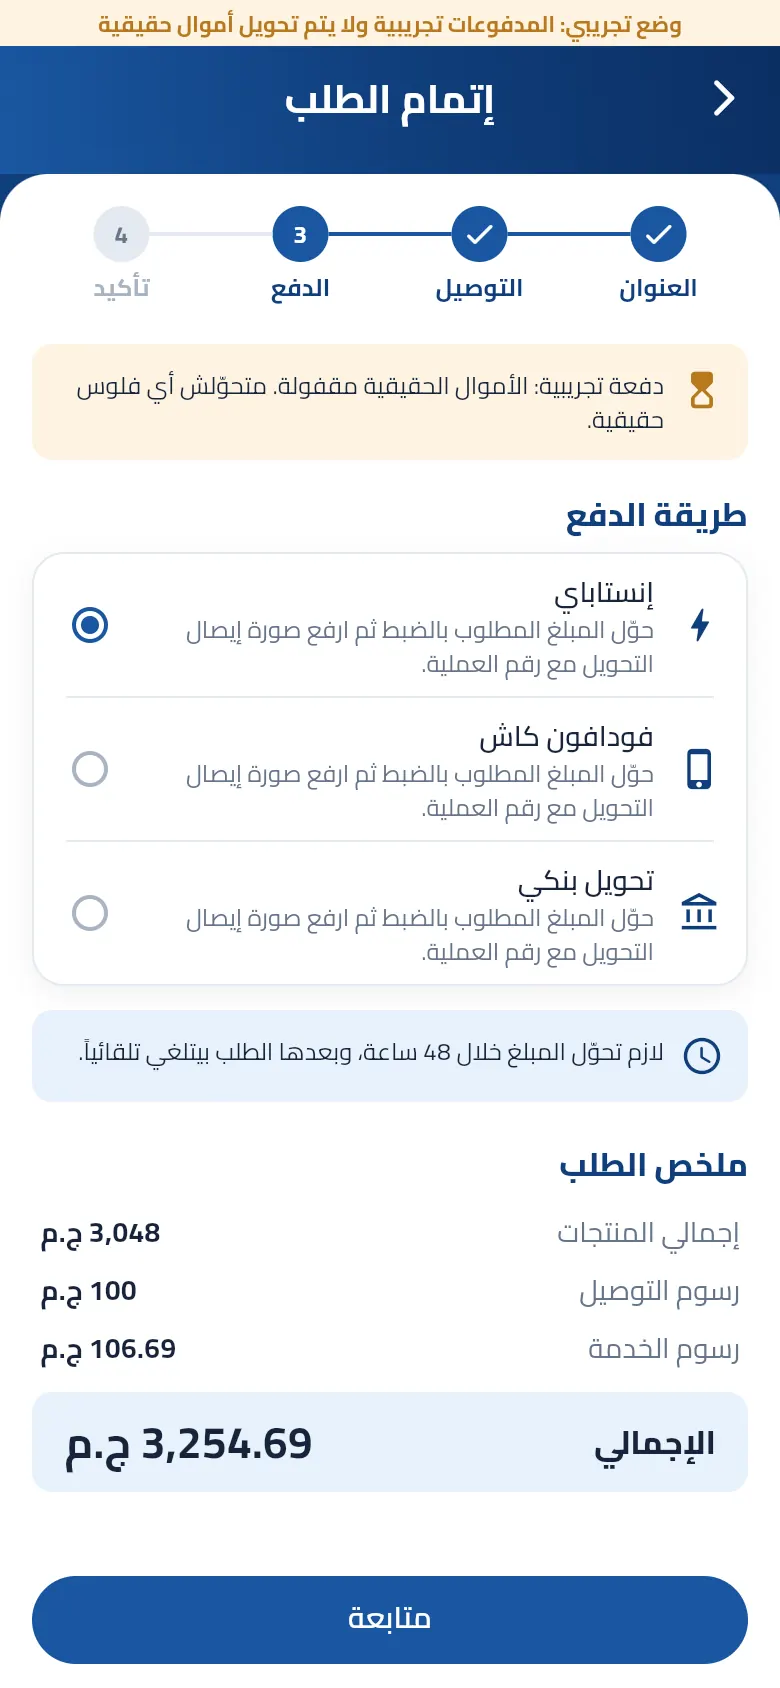 وضع تجريبي: المدفوعات تجريبية ولا يتم تحويل أموال حقيقية
إتمام الطلب
3
4
العنوان
التوصيل
الدفع
تأكيد
دفعة تجريبية: الأموال الحقيقية مقفولة. متحوّلش أي فلوس
حقيقية.
طريقة الدفع
إنستاباي
حوّل المبلغ المطلوب بالضبط ثم ارفع صورة إيصال
التحويل مع رقم العملية.
فودافون كاش
حوّل المبلغ المطلوب بالضبط ثم ارفع صورة إيصال
التحويل مع رقم العملية.
تحويل بنكي
حوّل المبلغ المطلوب بالضبط ثم ارفع صورة إيصال
التحويل مع رقم العملية.
لازم تحوّل المبلغ خلال 48 ساعة، وبعدها الطلب بيتلغي تلقائياً.
ملخص الطلب
إجمالي المنتجات 3,048 ج.م
رسوم التوصيل 100 ج.م
رسوم الخدمة 106.69 ج.م
الإجمالي 3,254.69 ج.م
متابعة